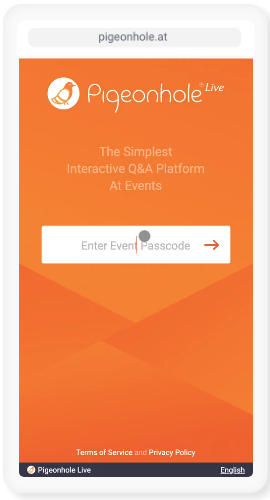 pigeonhole.at
Pigeonhole® Live
The Simplest
Interactive Q&A Platform
At Events
Enter Event Passcode
Terms of Service and Privacy Policy
Pigeonhole Live English